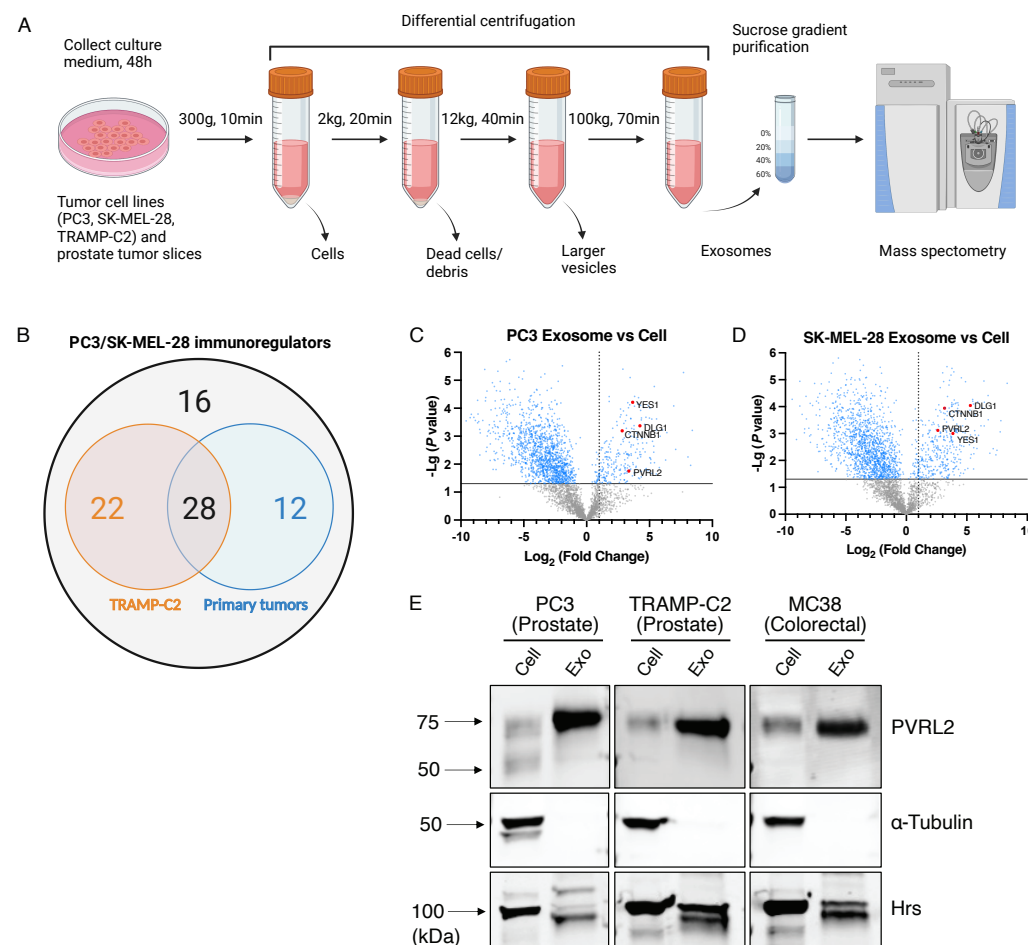 A
Differential centrifugation
Collect culture
medium, 48h
Sucrose gradient
purification
300g, 10min
2kg, 20min
12kg, 40min
100kg, 70min
0%
20%
40%
60%
Tumor cell lines
(PC3, SK-MEL-28,
TRAMP-C2) and
prostate tumor slices
Cells
Dead cells/
debris
Larger
vesicles
Exosomes
Mass spectometry
B
PC3/SK-MEL-28 immunoregulators
16
22
28
12
TRAMP-C2
Primary tumors
C
PC3 Exosome vs Cell
-Lg (P value)
6
5
4
3
2
1
0
YES1
DLG1
CTNNB1
PVRL2
-10
-5
0
5
10
Log2 (Fold Change)
D
SK-MEL-28 Exosome vs Cell
-Lg (P value)
6
5
4
3
2
1
0
DLG1
CTNNB1
PVRL2
YES1
-10
-5
0
5
10
Log2 (Fold Change)
E
PC3
(Prostate)
TRAMP-C2
(Prostate)
MC38
(Colorectal)
Cell
Exo
Cell
Exo
Cell
Exo
75
50
PVRL2
50
α-Tubulin
100
(kDa)
Hrs